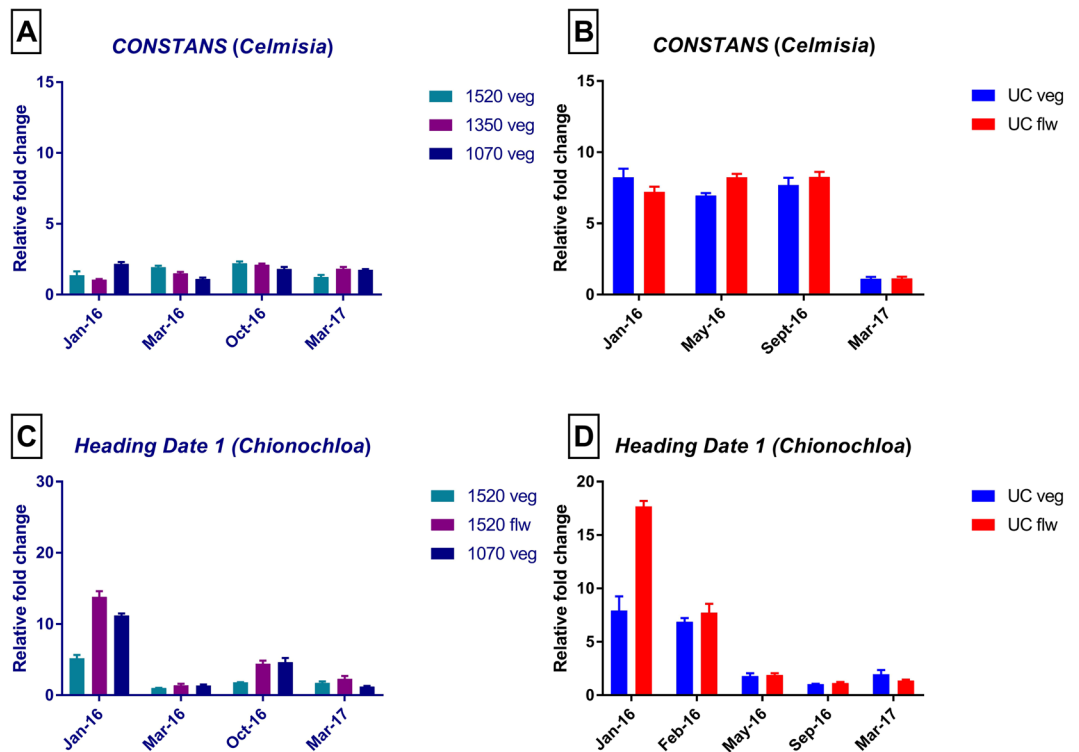 A
CONSTANS (Celmisia)
Relative fold change
15
10
5
0
Jan-16
Mar-16
Oct-16
Mar-17
1520 veg
1350 veg
1070 veg
B
CONSTANS (Celmisia)
Relative fold change
15
10
5
0
Jan-16
May-16
Sept-16
Mar-17
UC veg
UC flw
C
Heading Date 1 (Chionochloa)
Relative fold change
30
20
10
0
Jan-16
Mar-16
Oct-16
Mar-17
1520 veg
1520 flw
1070 veg
D
Heading Date 1 (Chionochloa)
Relative fold change
20
15
10
5
0
Jan-16
Feb-16
May-16
Sep-16
Mar-17
UC veg
UC flw